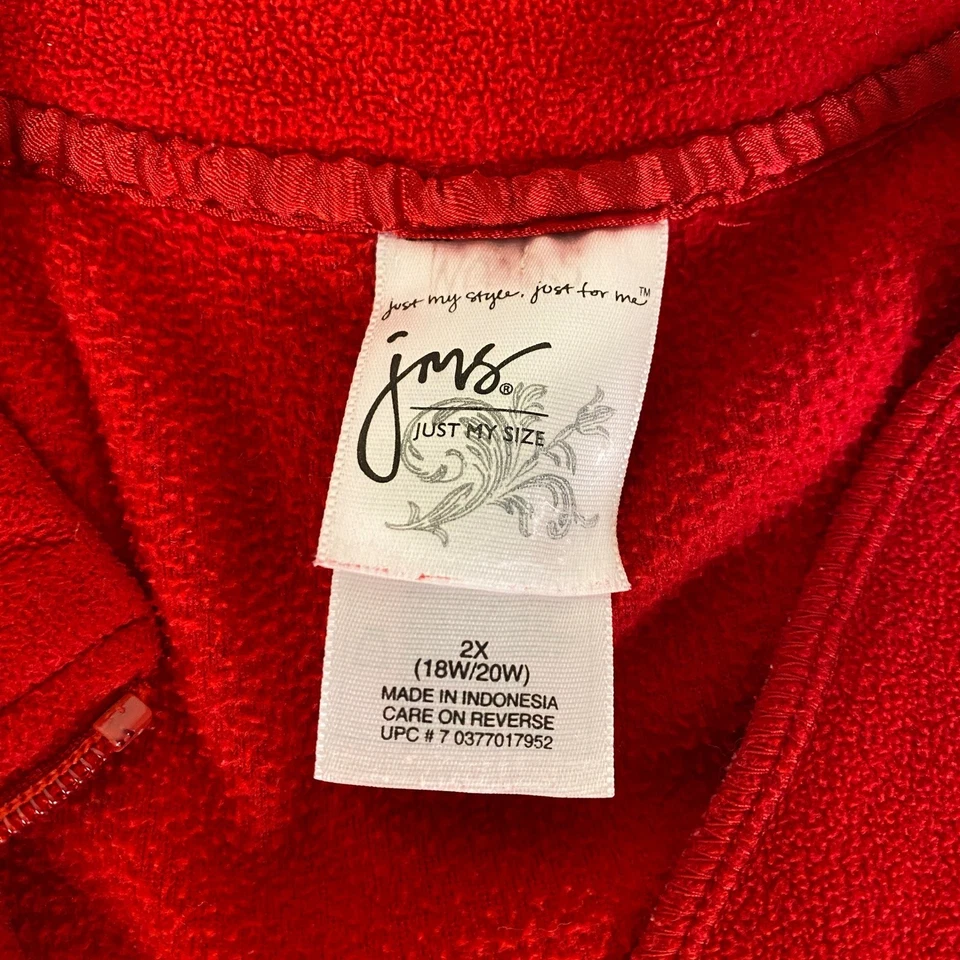 just my style. just for me™
jms®
JUST MY SIZE
2X
(18W/20W)
MADE IN INDONESIA
CARE ON REVERSE
UPC # 7 0377017952